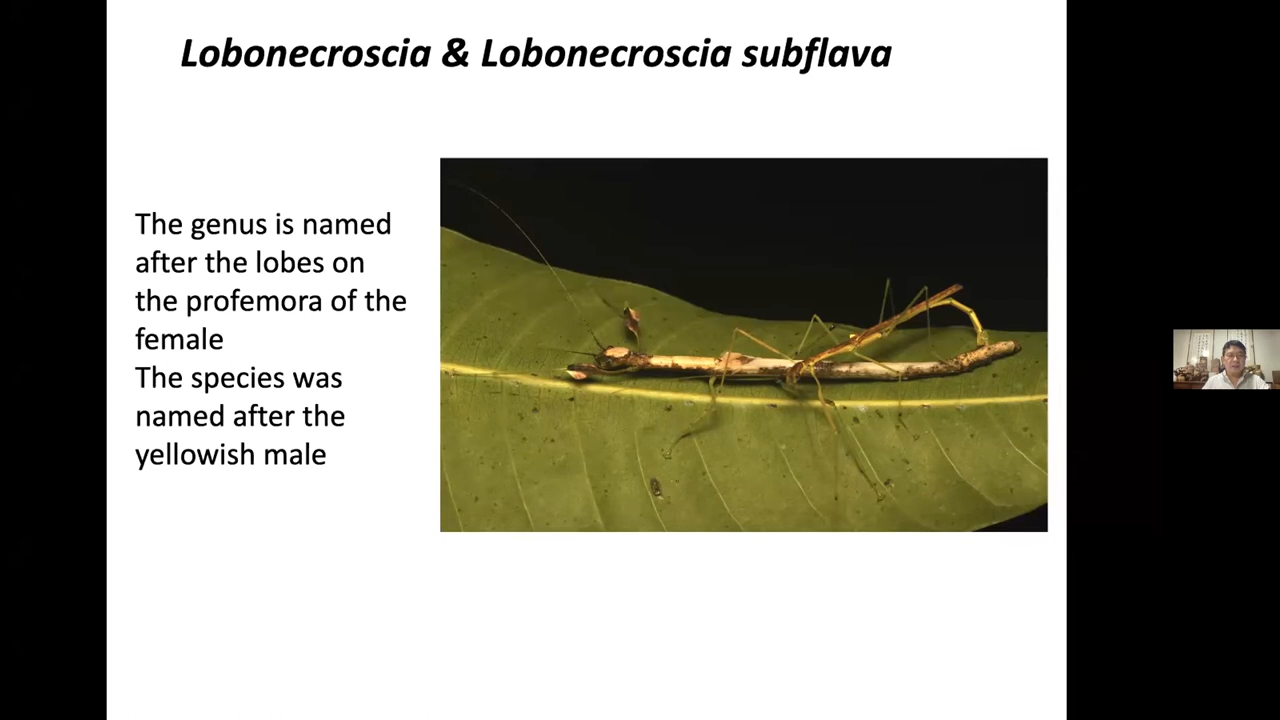 Lobonecroscia & Lobonecroscia subflava
The genus is named
after the lobes on
the profemora of the
female
The species was
named after the
yellowish male